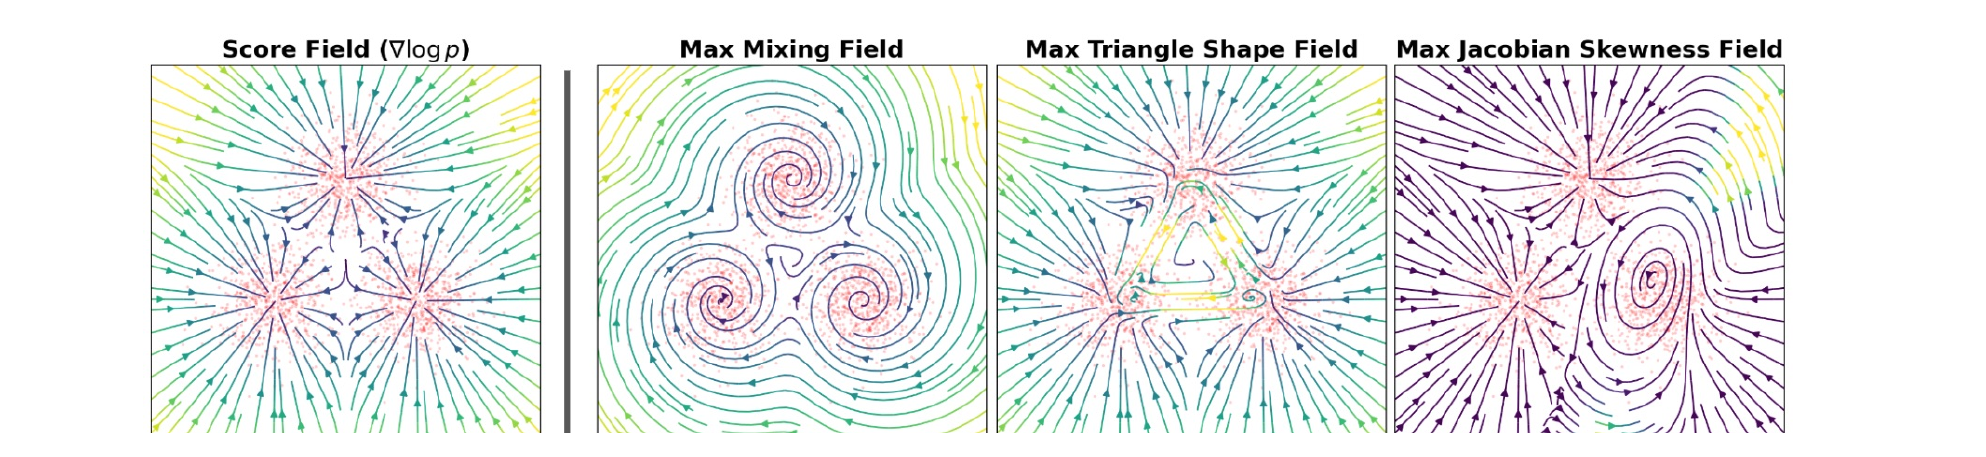 Score Field (∇log p)
Max Mixing Field
Max Triangle Shape Field
Max Jacobian Skewness Field